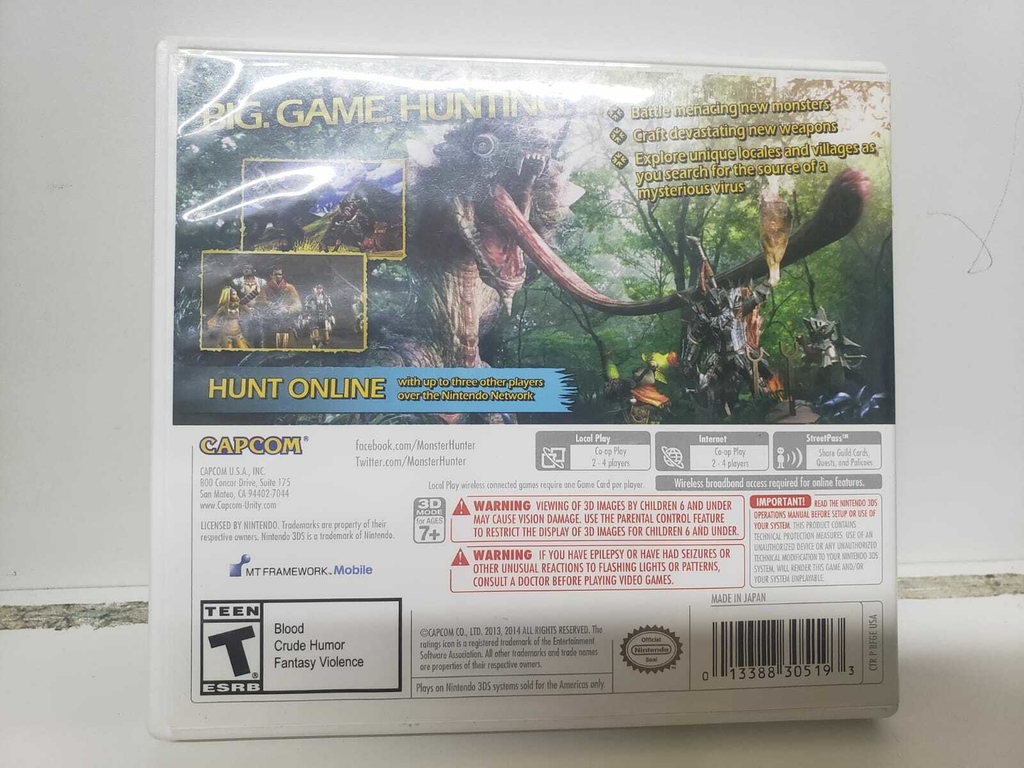 BIG. GAME. HUNTING.
Battle menacing new monsters
Craft devastating new weapons
Explore unique locales and villages as
you search for the source of a
mysterious virus
HUNT ONLINE
with up to three other players
over the Nintendo Network
CAPCOM®
facebook.com/MonsterHunter
Twitter.com/MonsterHunter
CAPCOM U.S.A., INC.
800 Concar Drive, Suite 175
San Mateo, CA 94402-7044
www.Capcom-Unity.com
LICENSED BY NINTENDO. Trademarks are property of their
respective owners. Nintendo 3DS is a trademark of Nintendo.
MT FRAMEWORK™ Mobile
Local Play
Co-op Play
2-4 players
Internet
Co-op Play
2-4 players
StreetPass™
Share Guild Cards,
Quests, and Palicoes
Local Play wireless connected games require one Game Card per player.
Wireless broadband access required for online features.
3D
MODE
for AGES
7+
WARNING VIEWING OF 3D IMAGES BY CHILDREN 6 AND UNDER
MAY CAUSE VISION DAMAGE. USE THE PARENTAL CONTROL FEATURE
TO RESTRICT THE DISPLAY OF 3D IMAGES FOR CHILDREN 6 AND UNDER.
WARNING IF YOU HAVE EPILEPSY OR HAVE HAD SEIZURES OR
OTHER UNUSUAL REACTIONS TO FLASHING LIGHTS OR PATTERNS,
CONSULT A DOCTOR BEFORE PLAYING VIDEO GAMES.
IMPORTANT! READ THE NINTENDO 3DS
OPERATIONS MANUAL BEFORE SETUP OR USE OF
YOUR SYSTEM. THIS PRODUCT CONTAINS
TECHNICAL PROTECTION MEASURES. USE OF AN
UNAUTHORIZED DEVICE OR ANY UNAUTHORIZED
TECHNICAL MODIFICATION TO YOUR NINTENDO 3DS
SYSTEM, WILL RENDER THIS GAME AND/OR
YOUR SYSTEM UNPLAYABLE.
TEEN
T
ESRB
Blood
Crude Humor
Fantasy Violence
©CAPCOM CO., LTD. 2013, 2014 ALL RIGHTS RESERVED. The
ratings icon is a registered trademark of the Entertainment
Software Association. All other trademarks and trade names
are properties of their respective owners.
Plays on Nintendo 3DS systems sold for the Americas only.
Official
Nintendo
Seal
MADE IN JAPAN
0 13388 30519 3
CTR P BFGE USA